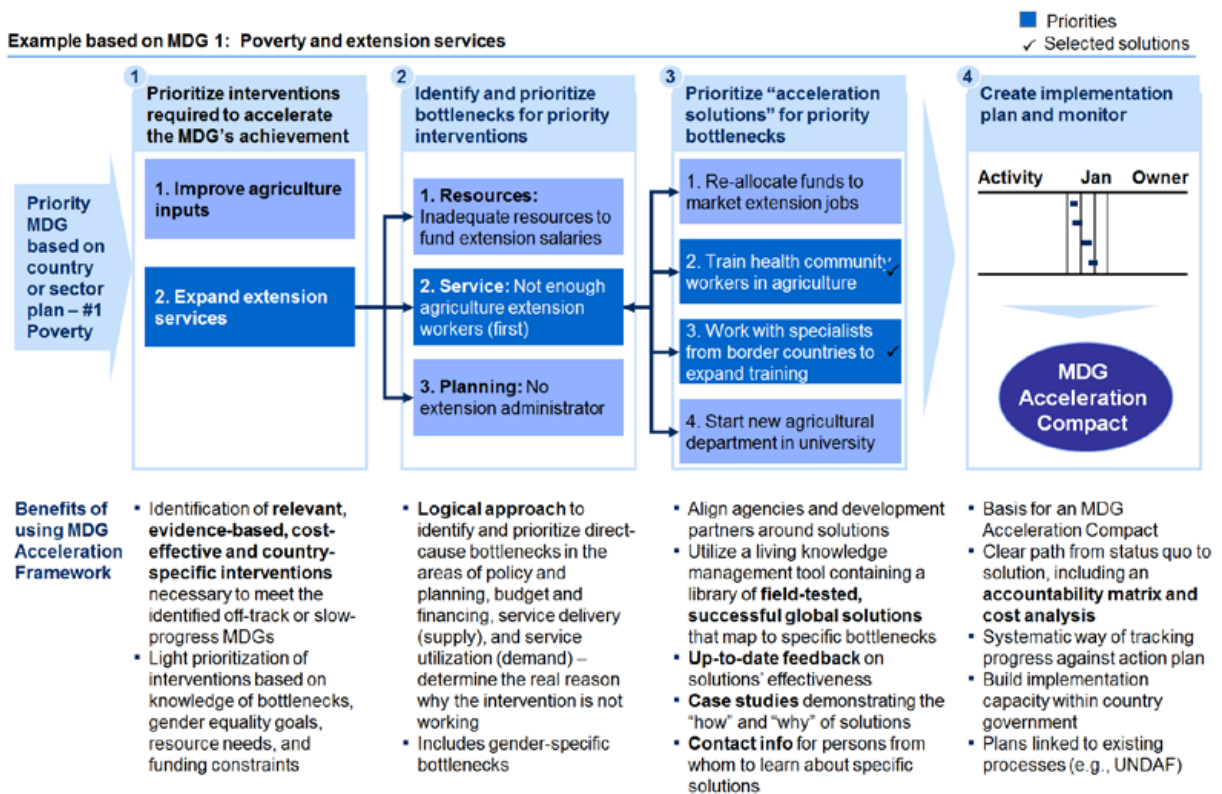 Example based on MDG 1: Poverty and extension services
Priorities
✓ Selected solutions
Priority
MDG
based on
country
or sector
plan – #1
Poverty
1
Prioritize interventions
required to accelerate
the MDG's achievement
1. Improve agriculture
inputs
2. Expand extension
services
2
Identify and prioritize
bottlenecks for priority
interventions
1. Resources:
Inadequate resources to
fund extension salaries
2. Service: Not enough
agriculture extension
workers (first)
3. Planning: No
extension administrator
3
Prioritize “acceleration
solutions” for priority
bottlenecks
1. Re-allocate funds to
market extension jobs
2. Train health community
workers in agriculture ✓
3. Work with specialists
from border countries to ✓
expand training
4. Start new agricultural
department in university
4
Create implementation
plan and monitor
Activity Jan Owner
MDG
Acceleration
Compact
Benefits of
using MDG
Acceleration
Framework
▪ Identification of relevant,
evidence-based, cost-
effective and country-
specific interventions
necessary to meet the
identified off-track or slow-
progress MDGs
▪ Light prioritization of
interventions based on
knowledge of bottlenecks,
gender equality goals,
resource needs, and
funding constraints
▪ Logical approach to
identify and prioritize direct-
cause bottlenecks in the
areas of policy and
planning, budget and
financing, service delivery
(supply), and service
utilization (demand) –
determine the real reason
why the intervention is not
working
▪ Includes gender-specific
bottlenecks
▪ Align agencies and development
partners around solutions
▪ Utilize a living knowledge
management tool containing a
library of field-tested,
successful global solutions
that map to specific bottlenecks
▪ Up-to-date feedback on
solutions' effectiveness
▪ Case studies demonstrating the
“how” and “why” of solutions
▪ Contact info for persons from
whom to learn about specific
solutions
▪ Basis for an MDG
Acceleration Compact
▪ Clear path from status quo to
solution, including an
accountability matrix and
cost analysis
▪ Systematic way of tracking
progress against action plan
▪ Build implementation
capacity within country
government
▪ Plans linked to existing
processes (e.g., UNDAF)